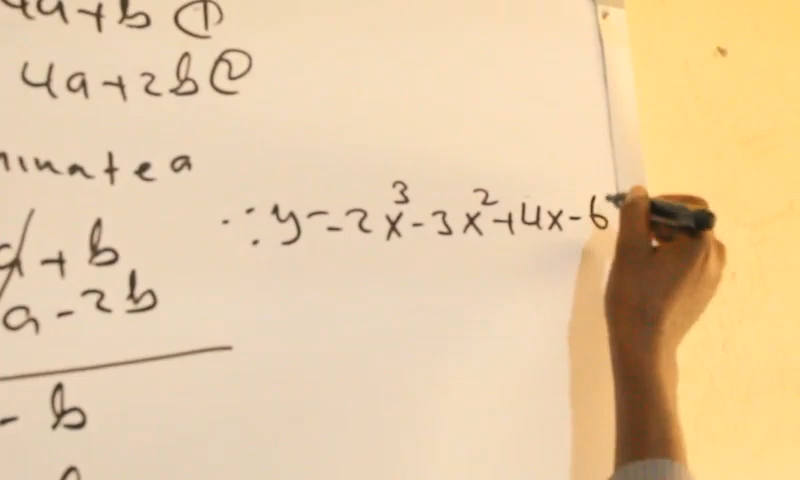 4a+b ①
4a+2b ②
minate a
a+b
a-2b
- b
∴ y=2x³-3x²+4x-6